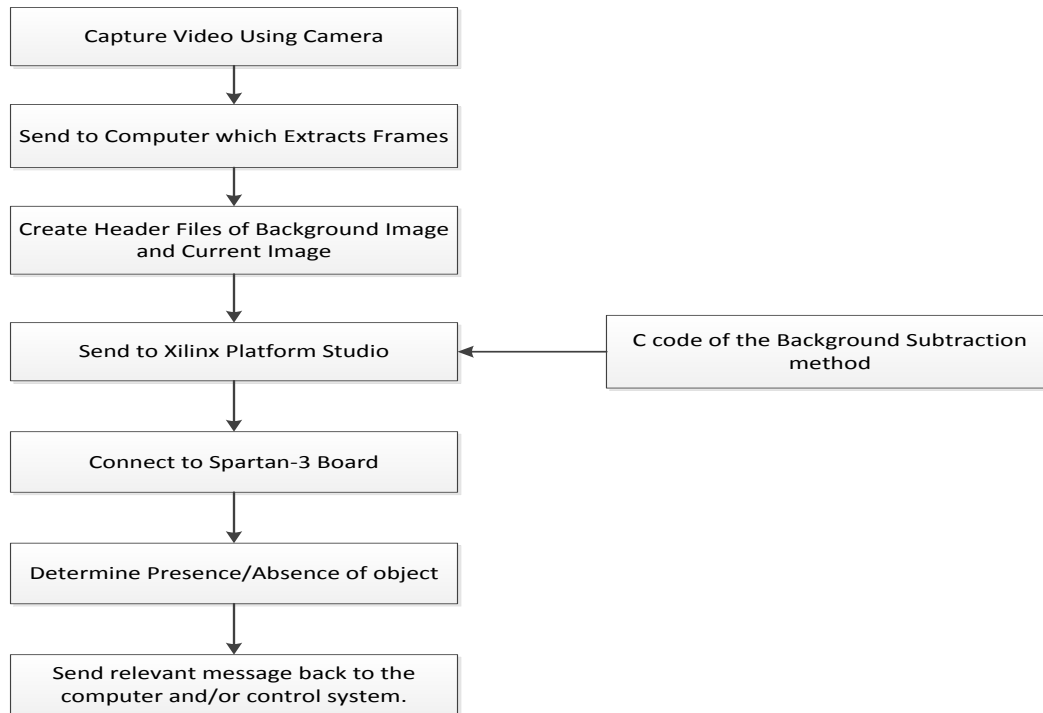 Capture Video Using Camera
Send to Computer which Extracts Frames
Create Header Files of Background Image
and Current Image
Send to Xilinx Platform Studio
C code of the Background Subtraction
method
Connect to Spartan-3 Board
Determine Presence/Absence of object
Send relevant message back to the
computer and/or control system.